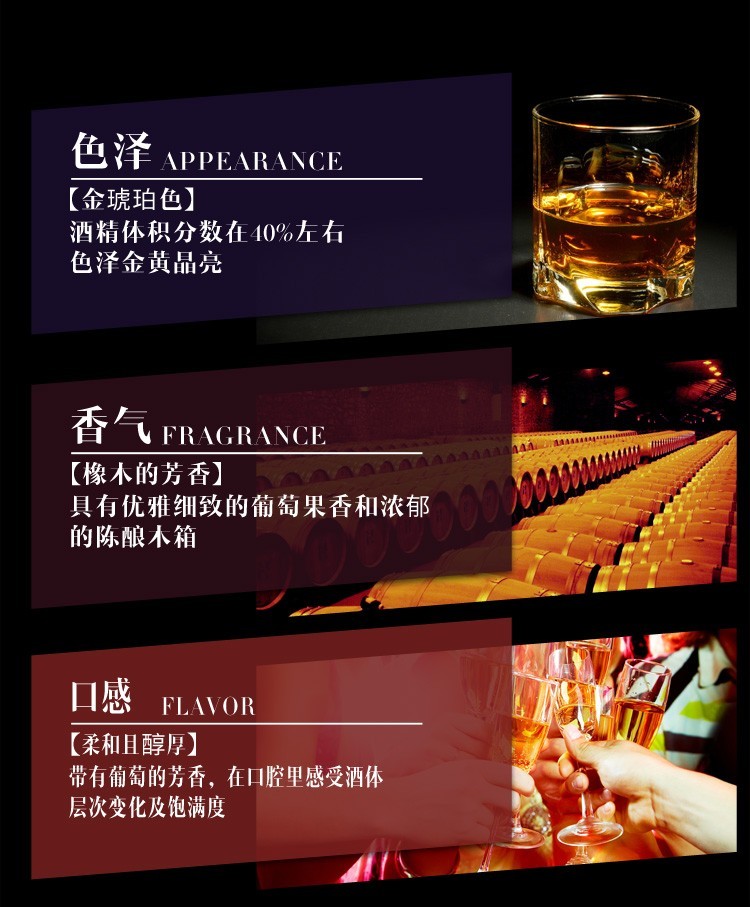 色泽 APPEARANCE
【金琥珀色】
酒精体积分数在40%左右
色泽金黄晶亮
香气 FRAGRANCE
【橡木的芳香】
具有优雅细致的葡萄果香和浓郁
的陈酿木箱
口感 FLAVOR
【柔和且醇厚】
带有葡萄的芳香，在口腔里感受酒体
层次变化及饱满度